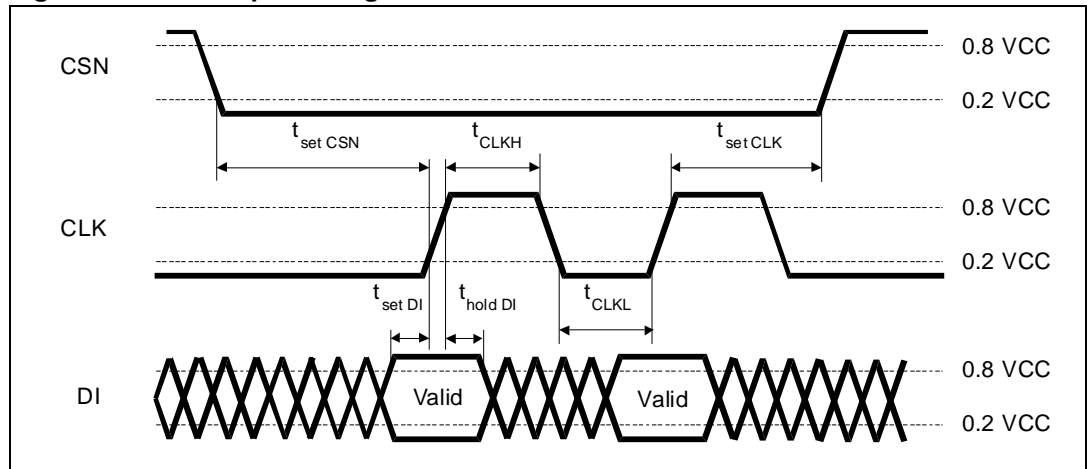 CSN
0.8 VCC
0.2 VCC
t set CSN
t CLKH
t set CLK
CLK
0.8 VCC
0.2 VCC
t set DI
t hold DI
t CLKL
DI
Valid
Valid
0.8 VCC
0.2 VCC